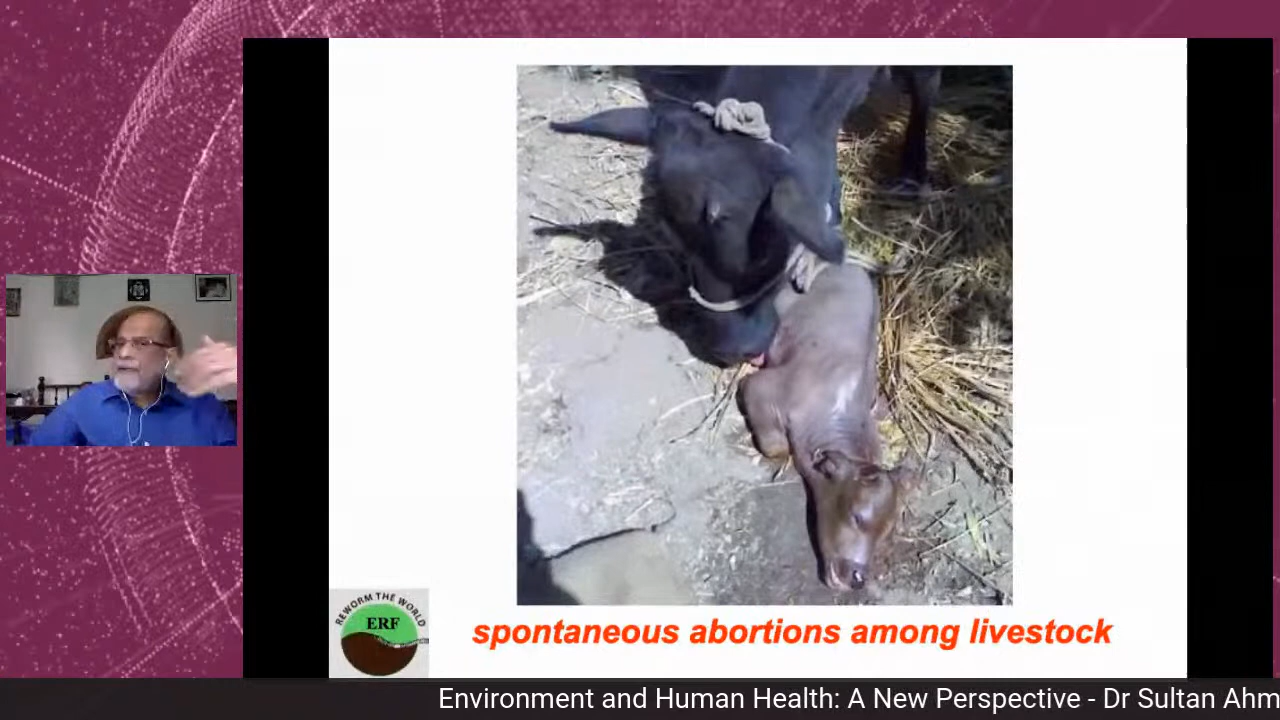 REWORM THE WORLD
ERF
spontaneous abortions among livestock
Environment and Human Health: A New Perspective - Dr Sultan Ahm